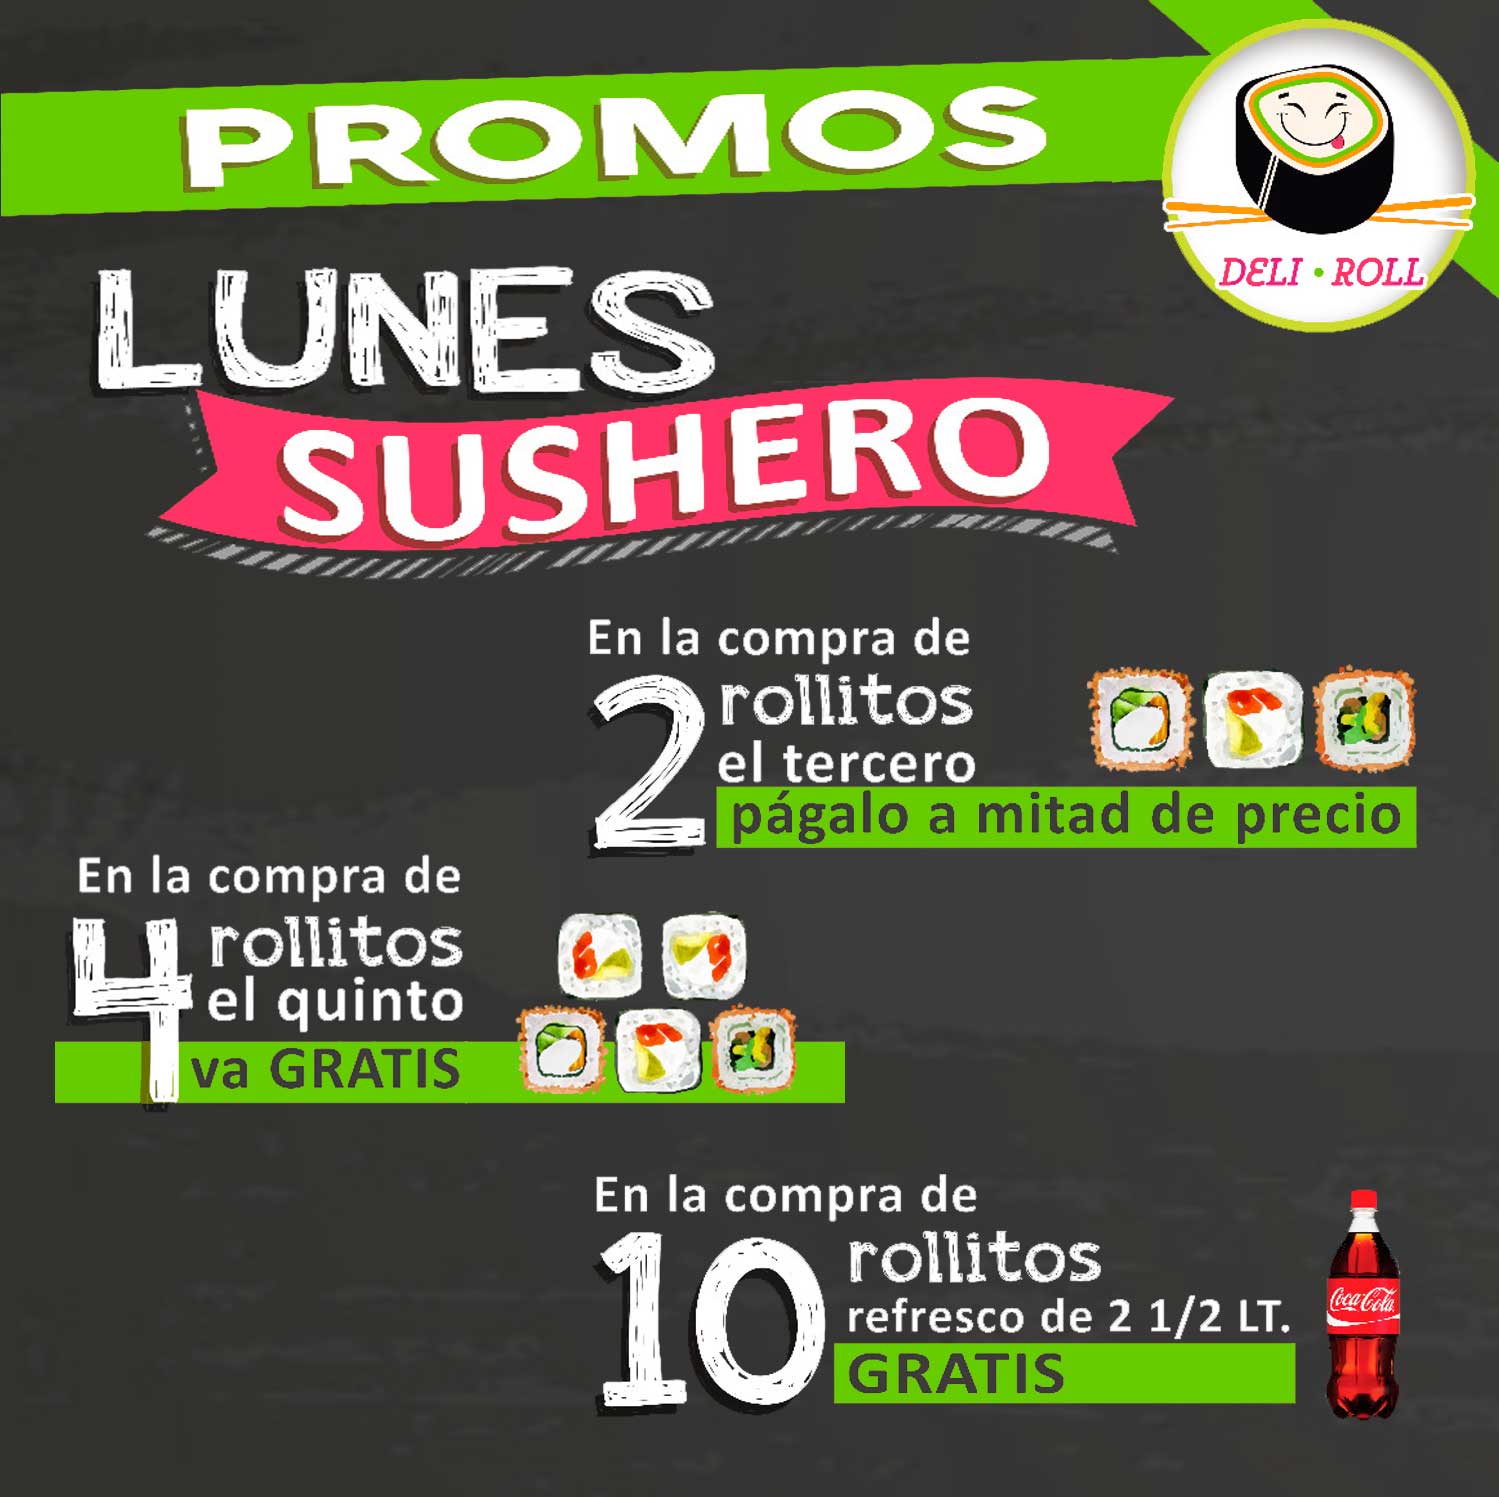 PROMOS
DELI • ROLL
LUNES
SUSHERO
En la compra de
2 rollitos
el tercero
págalo a mitad de precio
En la compra de
4 rollitos
el quinto
va GRATIS
En la compra de
10 rollitos
refresco de 2 1/2 LT.
GRATIS
Coca-Cola